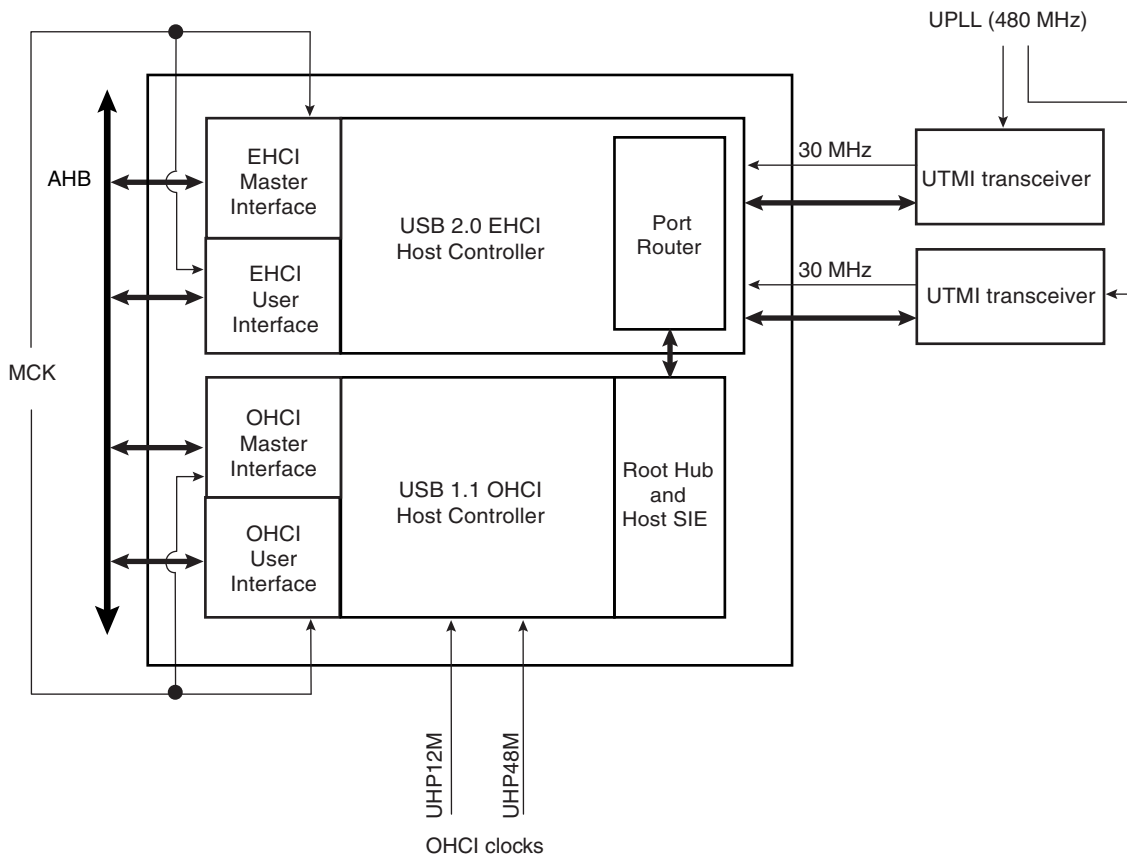 UPLL (480 MHz)
EHCI
Master
Interface
AHB
USB 2.0 EHCI
Host Controller
Port
Router
30 MHz
UTMI transceiver
EHCI
User
Interface
30 MHz
UTMI transceiver
MCK
OHCI
Master
Interface
USB 1.1 OHCI
Host Controller
Root Hub
and
Host SIE
OHCI
User
Interface
UHP12M
UHP48M
OHCI clocks